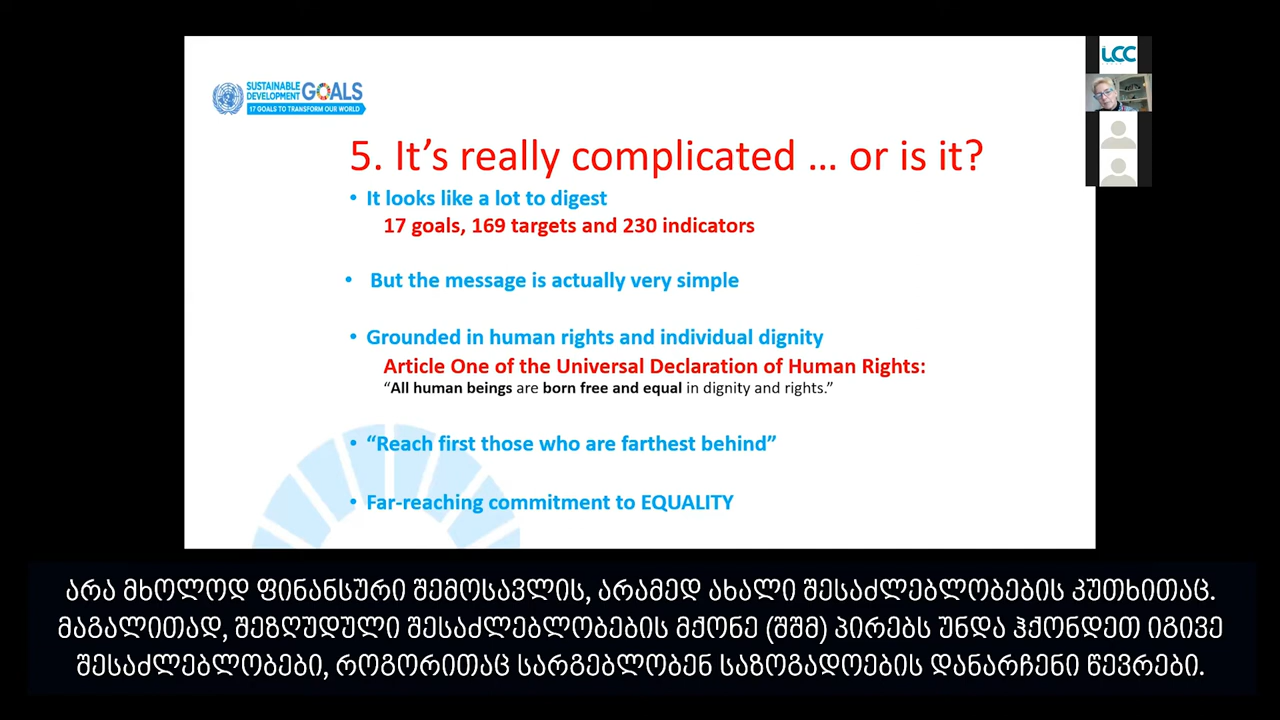 SUSTAINABLE
DEVELOPMENT GOALS
17 GOALS TO TRANSFORM OUR WORLD
LCC
5. It’s really complicated … or is it?
• It looks like a lot to digest
17 goals, 169 targets and 230 indicators
• But the message is actually very simple
• Grounded in human rights and individual dignity
Article One of the Universal Declaration of Human Rights:
“All human beings are born free and equal in dignity and rights.”
• “Reach first those who are farthest behind”
• Far-reaching commitment to EQUALITY
არა მხოლოდ ფინანსური შემოსავლის, არამედ ახალი შესაძლებლობების კუთხითაც.
მაგალითად, შეზღუდული შესაძლებლობების მქონე (შშმ) პირებს უნდა ჰქონდეთ იგივე
შესაძლებლობები, როგორითაც სარგებლობენ საზოგადოების დანარჩენი წევრები.